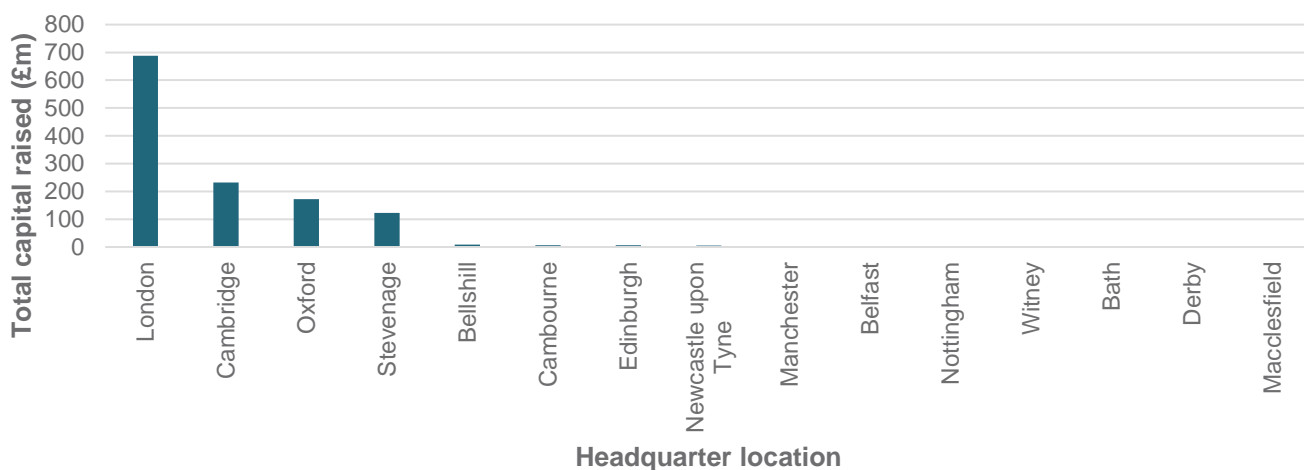 Total capital raised (£m)
800
700
600
500
400
300
200
100
0
London
Cambridge
Oxford
Stevenage
Bellshill
Cambourne
Edinburgh
Newcastle upon
Tyne
Manchester
Belfast
Nottingham
Witney
Bath
Derby
Macclesfield
Headquarter location